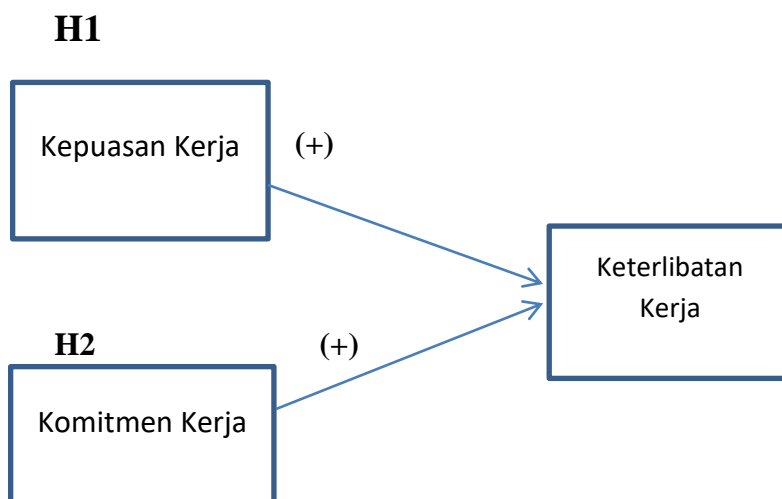 H1
Kepuasan Kerja
(+)
Keterlibatan
Kerja
H2
(+)
Komitmen Kerja